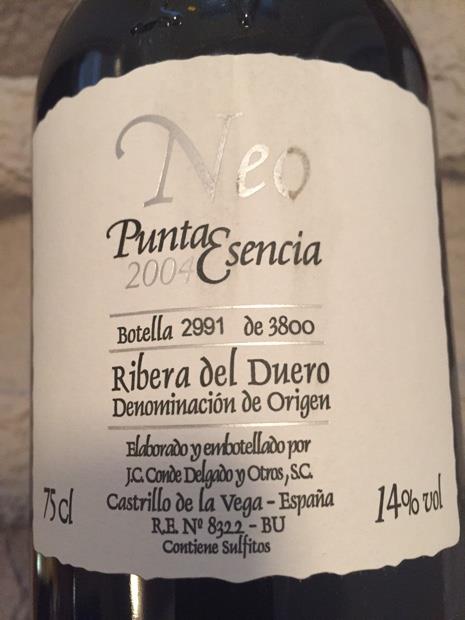 Neo
Punta Esencia
2004
Botella 2991 de 3800
Ribera del Duero
Denominación de Origen
Elaborado y embotellado por
J.C. Conde Delgado y Otros, S.C.
75 cl
Castrillo de la Vega - España
14% vol
R.E. Nº 8322 - BU
Contiene Sulfitos